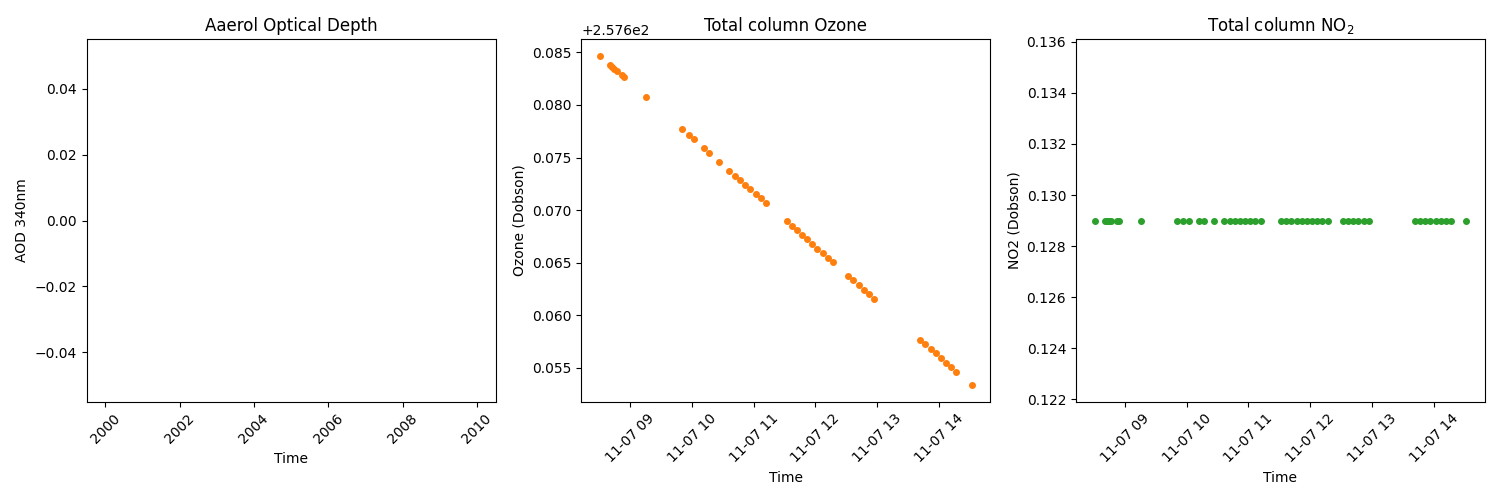 Aaerol Optical Depth
AOD 340nm
0.04
0.02
0.00
−0.02
−0.04
2000 2002 2004 2006 2008 2010
Time
Total column Ozone
+2.576e2
Ozone (Dobson)
0.085
0.080
0.075
0.070
0.065
0.060
0.055
11-07 09 11-07 10 11-07 11 11-07 12 11-07 13 11-07 14
Time
Total column NO₂
NO2 (Dobson)
0.136
0.134
0.132
0.130
0.128
0.126
0.124
0.122
11-07 09 11-07 10 11-07 11 11-07 12 11-07 13 11-07 14
Time